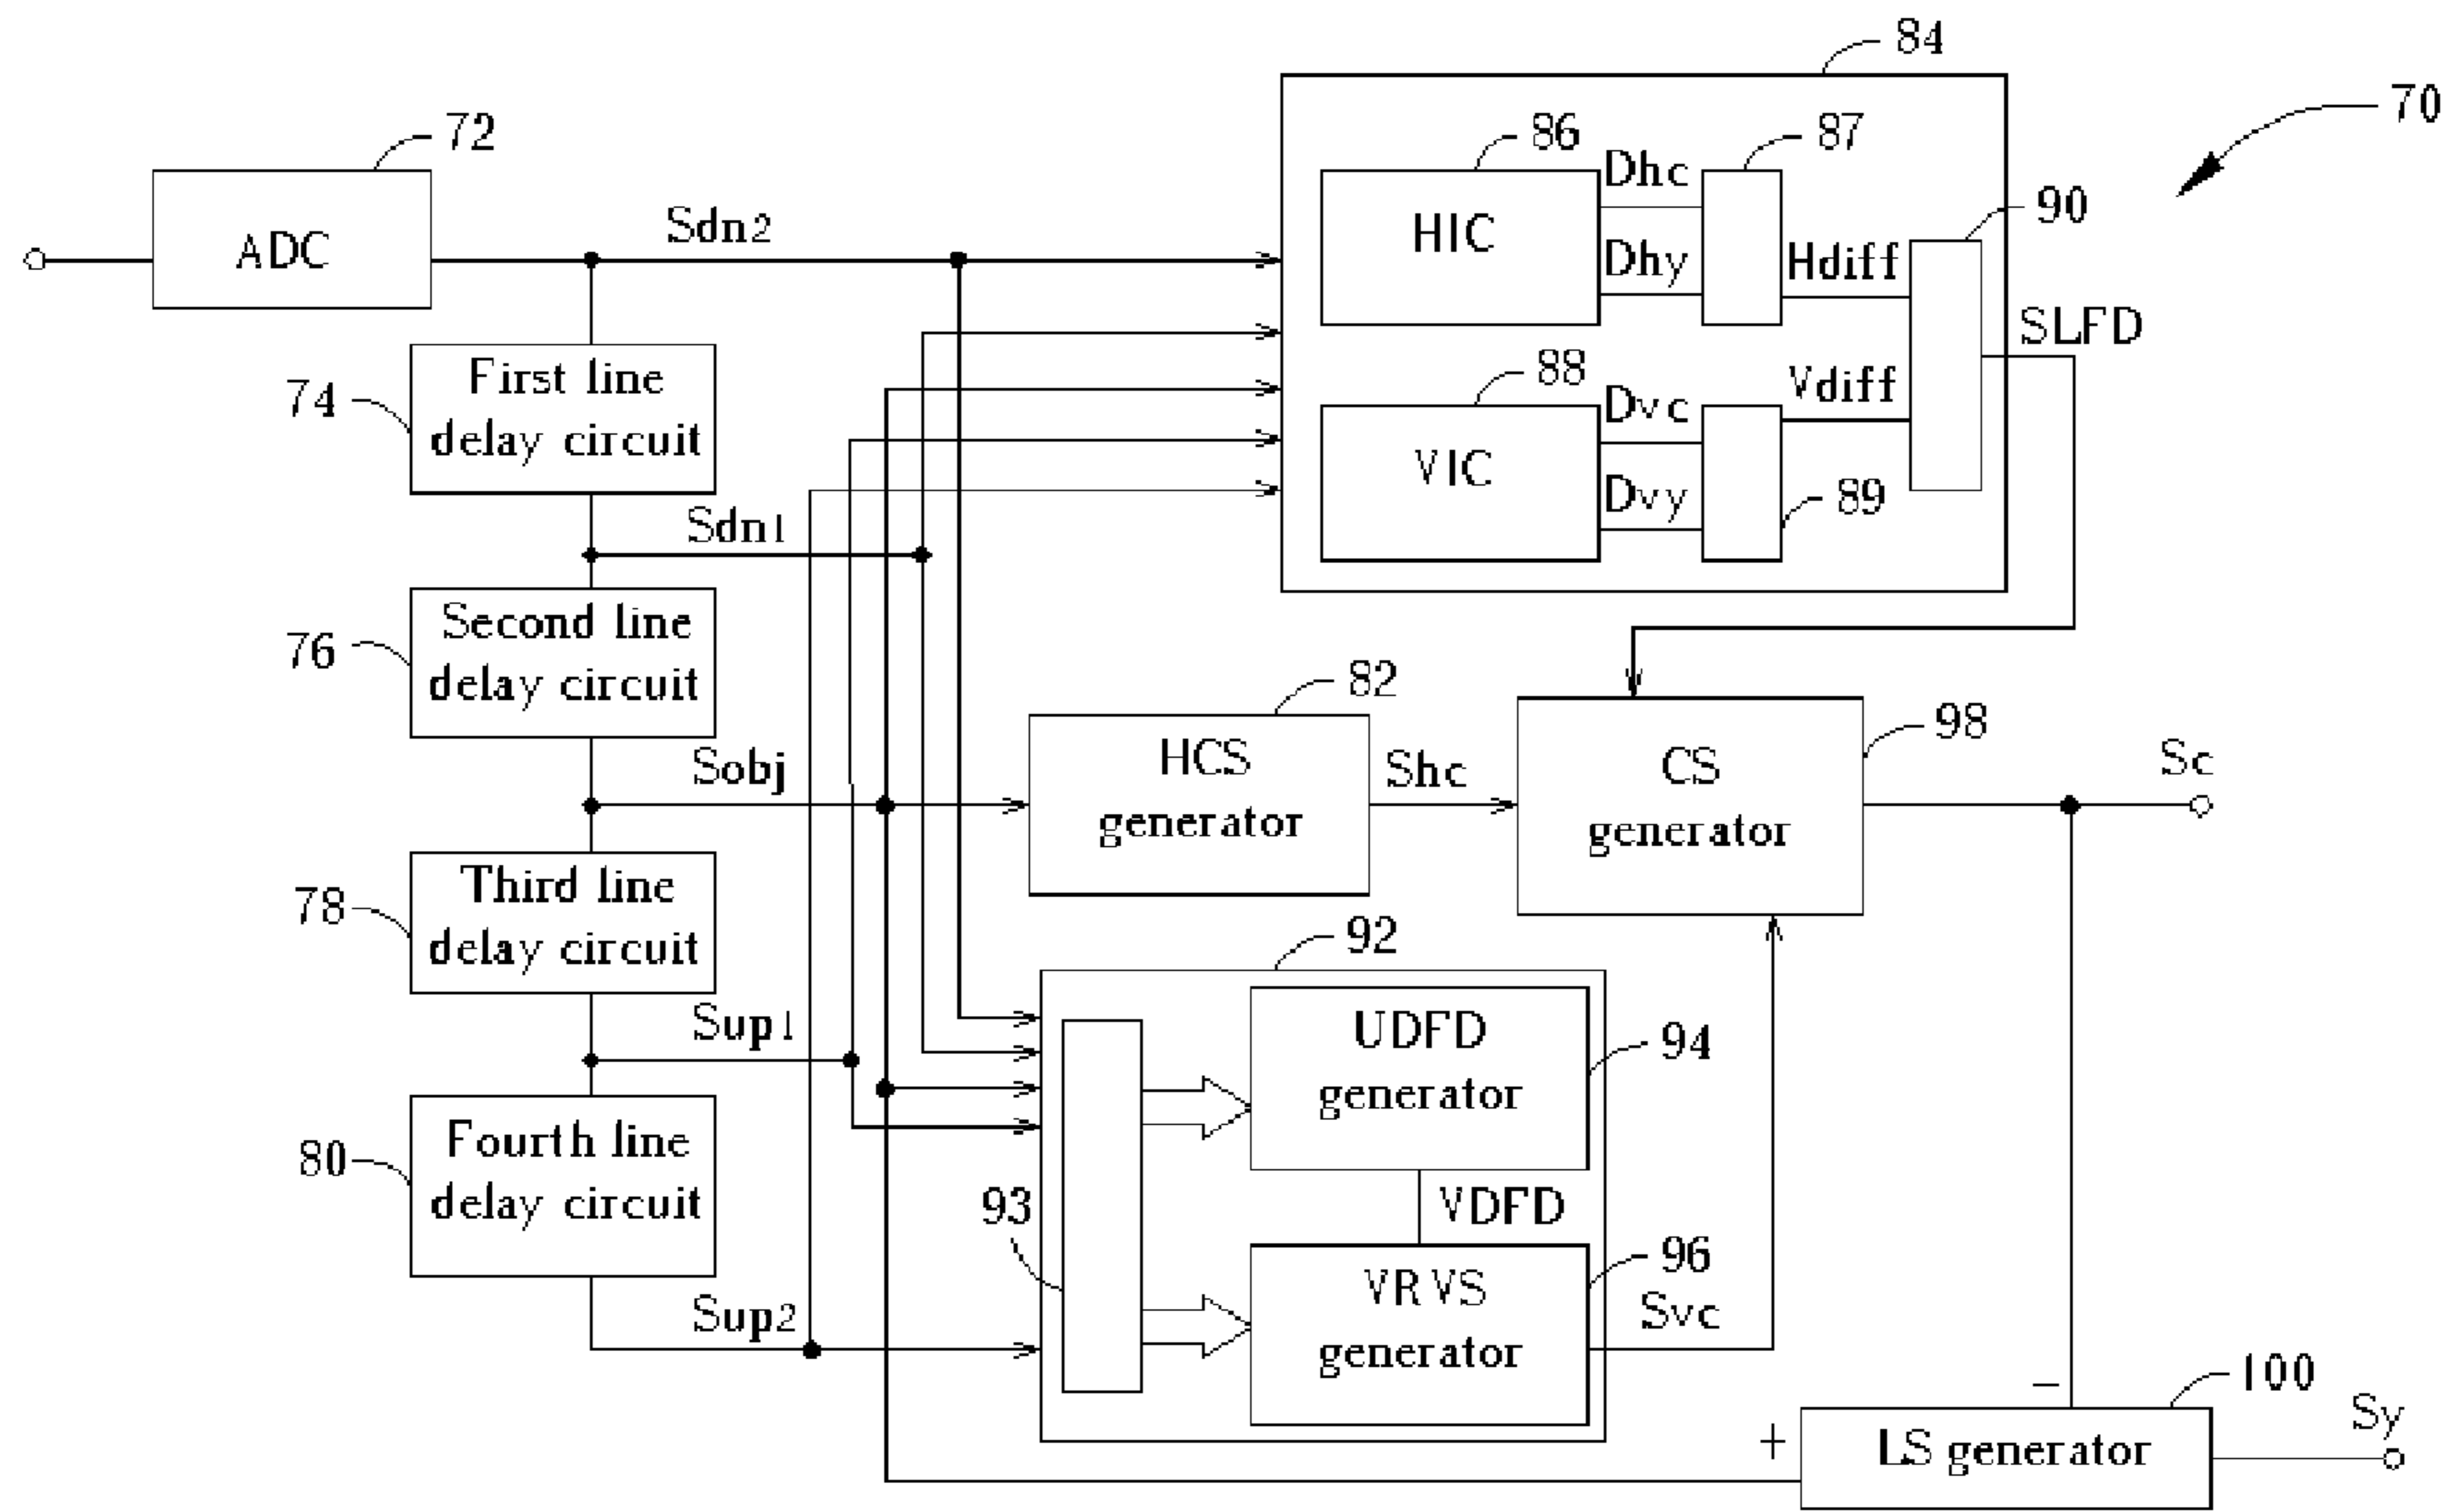 84
70
72
86
87
Dhc
90
Sdn2
ADC
HIC
Dhy
Hdiff
SLFD
First line
delay circuit
74
88
Vdiff
Dvc
VIC
Dvy
89
Sdn1
Second line
delay circuit
76
82
98
Sobj
HCS
generator
Shc
CS
generator
Sc
Third line
delay circuit
78
92
Sup1
UDFD
generator
94
Fourth line
delay circuit
80
93
VDFD
96
VRVS
generator
Svc
Sup2
100
−
+
LS generator
Sy